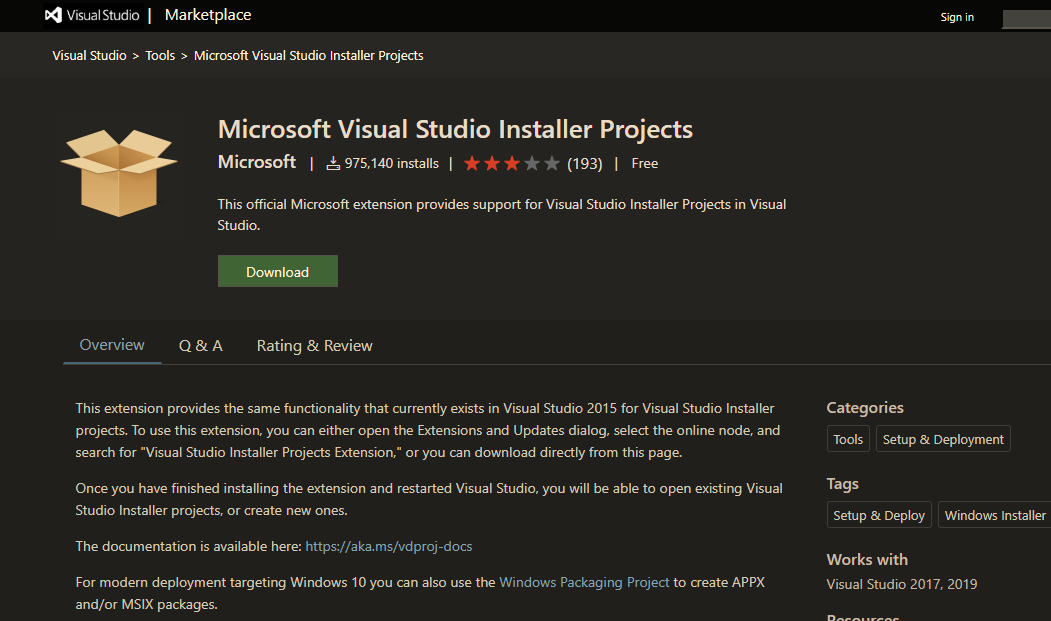 Visual Studio | Marketplace
Sign in
Visual Studio > Tools > Microsoft Visual Studio Installer Projects
Microsoft Visual Studio Installer Projects
Microsoft | 975,140 installs | (193) | Free
This official Microsoft extension provides support for Visual Studio Installer Projects in Visual
Studio.
Download
Overview Q & A Rating & Review
This extension provides the same functionality that currently exists in Visual Studio 2015 for Visual Studio Installer
projects. To use this extension, you can either open the Extensions and Updates dialog, select the online node, and
search for "Visual Studio Installer Projects Extension," or you can download directly from this page.
Once you have finished installing the extension and restarted Visual Studio, you will be able to open existing Visual
Studio Installer projects, or create new ones.
The documentation is available here: https://aka.ms/vdproj-docs
For modern deployment targeting Windows 10 you can also use the Windows Packaging Project to create APPX
and/or MSIX packages.
Categories
Tools Setup & Deployment
Tags
Setup & Deploy Windows Installer
Works with
Visual Studio 2017, 2019
Resources